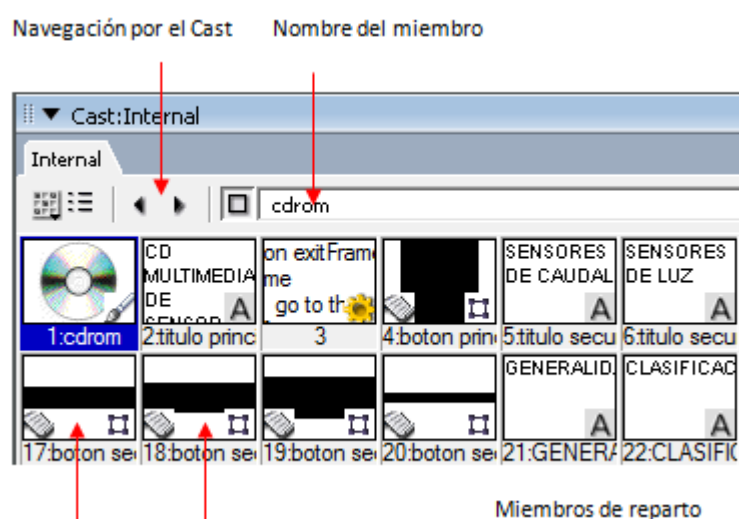 Navegación por el Cast Nombre del miembro
Cast:Internal
Internal
cdrom
CD
MULTIMEDIA
DE
on exitFram
me
go to th
SENSORES
DE CAUDAL
SENSORES
DE LUZ
A A A
1:cdrom 2:titulo princ 3 4:boton prin 5:titulo secu 6:titulo secu
GENERALID. CLASIFICAC
A A
17:boton se 18:boton se 19:boton se 20:boton se 21:GENER 22:CLASIFI
Miembros de reparto